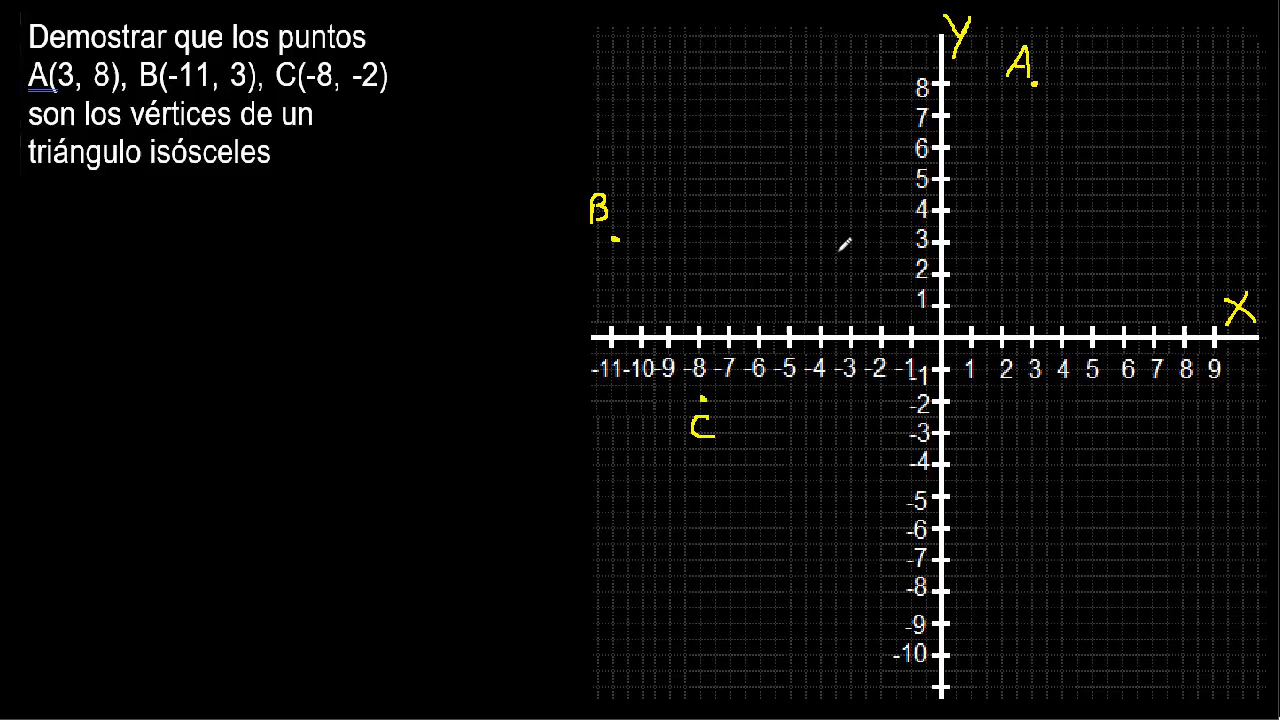 Demostrar que los puntos
A(3, 8), B(-11, 3), C(-8, -2)
son los vértices de un
triángulo isósceles
y
A
8
7
6
5
B
4
3
2
1
X
-11 -10 -9 -8 -7 -6 -5 -4 -3 -2 -1 1 2 3 4 5 6 7 8 9
-1
-2
C
-3
-4
-5
-6
-7
-8
-9
-10